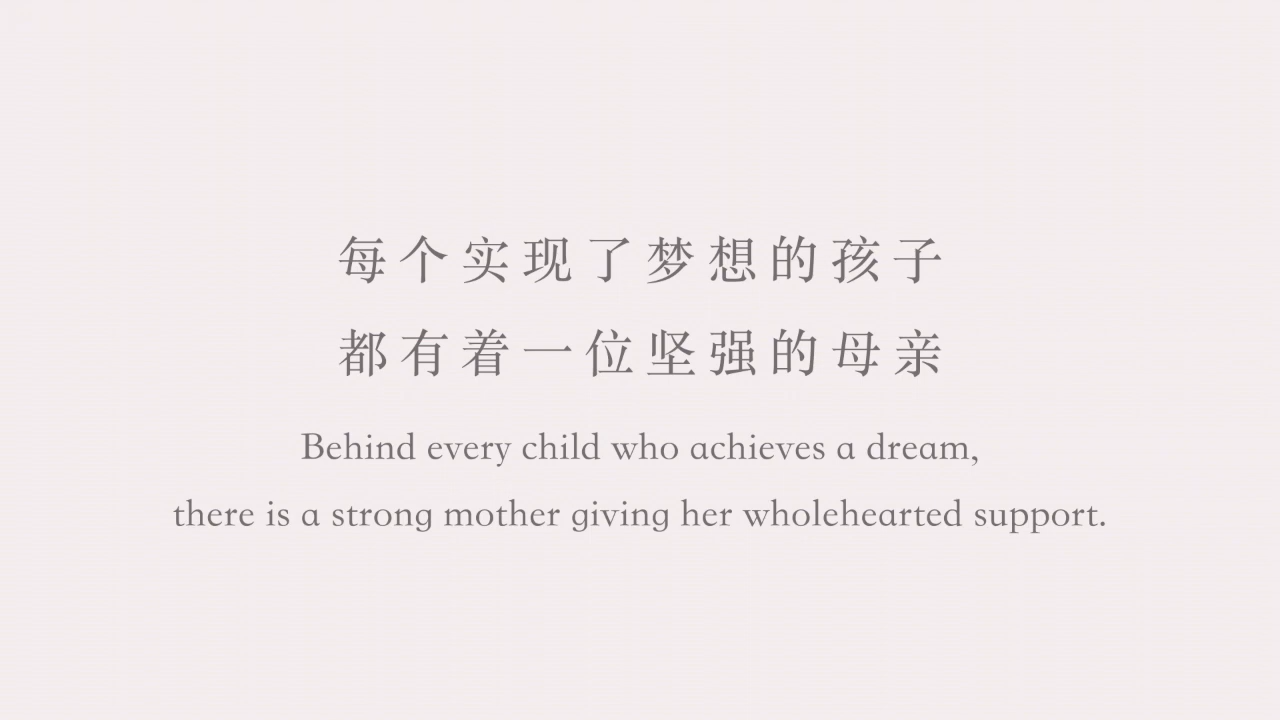 每个实现了梦想的孩子
都有着一位坚强的母亲
Behind every child who achieves a dream,
there is a strong mother giving her wholehearted support.